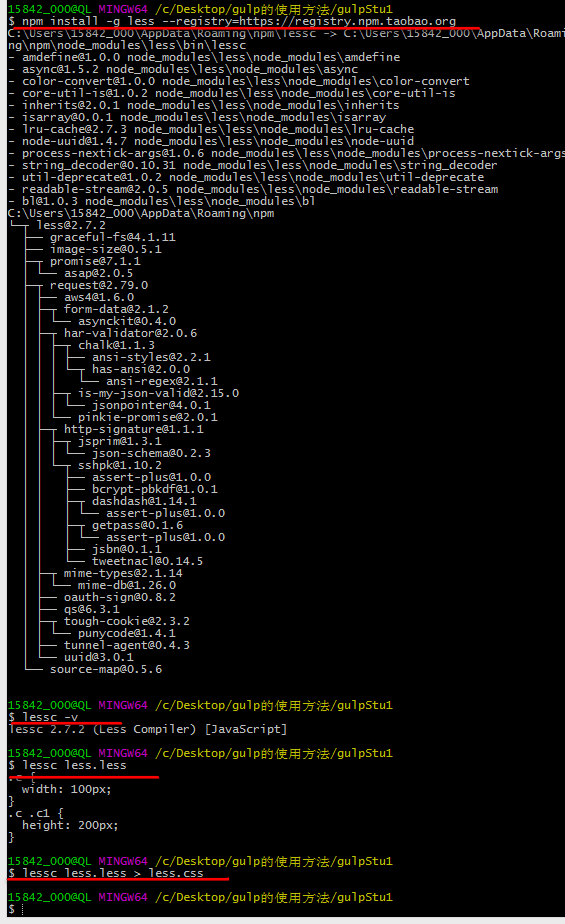 15842_000@QL MINGW64 /c/Desktop/gulp的使用方法/gulpStu1
$ npm install -g less --registry=https://registry.npm.taobao.org
C:\Users\15842_000\AppData\Roaming\npm\lessc -> C:\Users\15842_000\AppData\Roami
ng\npm\node_modules\less\bin\lessc
- amdefine@1.0.0 node_modules\less\node_modules\amdefine
- async@1.5.2 node_modules\less\node_modules\async
- color-convert@1.0.0 node_modules\less\node_modules\color-convert
- core-util-is@1.0.2 node_modules\less\node_modules\core-util-is
- inherits@2.0.1 node_modules\less\node_modules\inherits
- isarray@0.0.1 node_modules\less\node_modules\isarray
- lru-cache@2.7.3 node_modules\less\node_modules\lru-cache
- node-uuid@1.4.7 node_modules\less\node_modules\node-uuid
- process-nextick-args@1.0.6 node_modules\less\node_modules\process-nextick-args
- string_decoder@0.10.31 node_modules\less\node_modules\string_decoder
- util-deprecate@1.0.2 node_modules\less\node_modules\util-deprecate
- readable-stream@2.0.5 node_modules\less\node_modules\readable-stream
- bl@1.0.3 node_modules\less\node_modules\bl
C:\Users\15842_000\AppData\Roaming\npm
└─┬ less@2.7.2
  ├── graceful-fs@4.1.11
  ├── image-size@0.5.1
  ├─┬ promise@7.1.1
  │ └── asap@2.0.5
  ├─┬ request@2.79.0
  │ ├── aws4@1.6.0
  │ ├─┬ form-data@2.1.2
  │ │ └── asynckit@0.4.0
  │ ├─┬ har-validator@2.0.6
  │ │ ├─┬ chalk@1.1.3
  │ │ │ ├── ansi-styles@2.2.1
  │ │ │ └─┬ has-ansi@2.0.0
  │ │ │   └── ansi-regex@2.1.1
  │ │ ├─┬ is-my-json-valid@2.15.0
  │ │ │ └── jsonpointer@4.0.1
  │ │ └── pinkie-promise@2.0.1
  │ ├─┬ http-signature@1.1.1
  │ │ ├─┬ jsprim@1.3.1
  │ │ │ └── json-schema@0.2.3
  │ │ └─┬ sshpk@1.10.2
  │ │   ├── assert-plus@1.0.0
  │ │   ├── bcrypt-pbkdf@1.0.1
  │ │   ├─┬ dashdash@1.14.1
  │ │   │ └── assert-plus@1.0.0
  │ │   ├─┬ getpass@0.1.6
  │ │   │ └── assert-plus@1.0.0
  │ │   ├── jsbn@0.1.1
  │ │   └── tweetnacl@0.14.5
  │ ├─┬ mime-types@2.1.14
  │ │ └── mime-db@1.26.0
  │ ├── oauth-sign@0.8.2
  │ ├── qs@6.3.1
  │ ├─┬ tough-cookie@2.3.2
  │ │ └── punycode@1.4.1
  │ ├── tunnel-agent@0.4.3
  │ └── uuid@3.0.1
  └── source-map@0.5.6
15842_000@QL MINGW64 /c/Desktop/gulp的使用方法/gulpStu1
$ lessc -v
lessc 2.7.2 (Less Compiler) [JavaScript]
15842_000@QL MINGW64 /c/Desktop/gulp的使用方法/gulpStu1
$ lessc less.less
.c {
  width: 100px;
}
.c .c1 {
  height: 200px;
}
15842_000@QL MINGW64 /c/Desktop/gulp的使用方法/gulpStu1
$ lessc less.less > less.css
15842_000@QL MINGW64 /c/Desktop/gulp的使用方法/gulpStu1
$